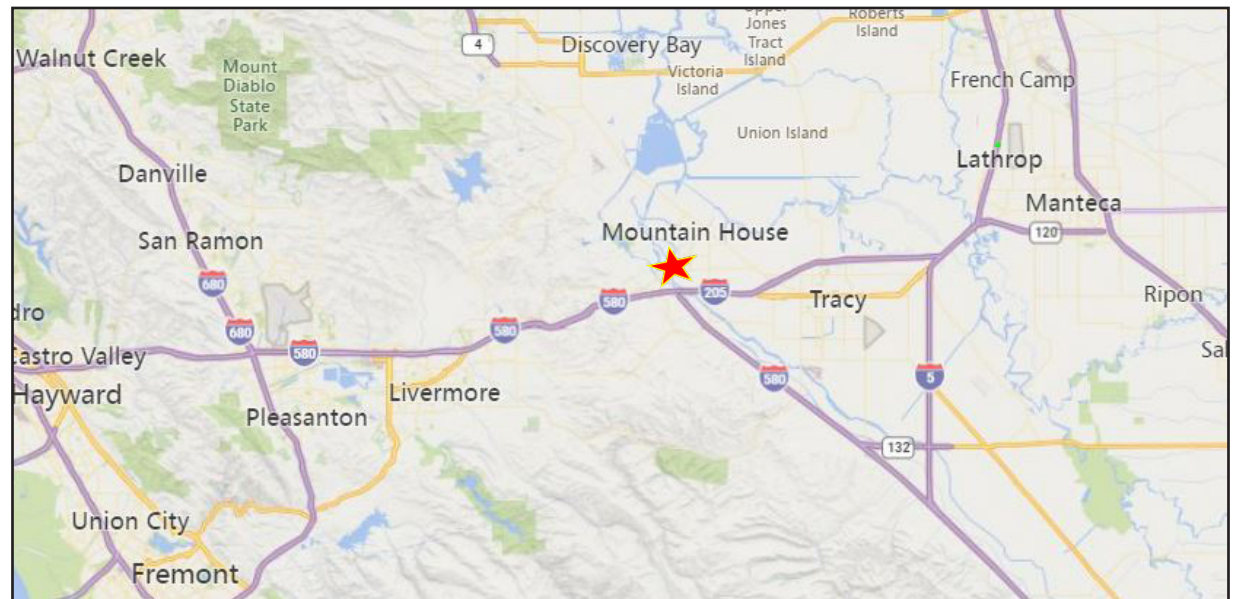 Walnut Creek
4
Discovery Bay
Jones
Tract
Island
Roberts
Island
Mount
Diablo
State
Park
Victoria
Island
French Camp
Union Island
Danville
Lathrop
Manteca
San Ramon
Mountain House
120
680
580
205
Tracy
Ripon
dro
680
580
580
Castro Valley
Sal
Hayward
Livermore
580
5
Pleasanton
132
Union City
Fremont